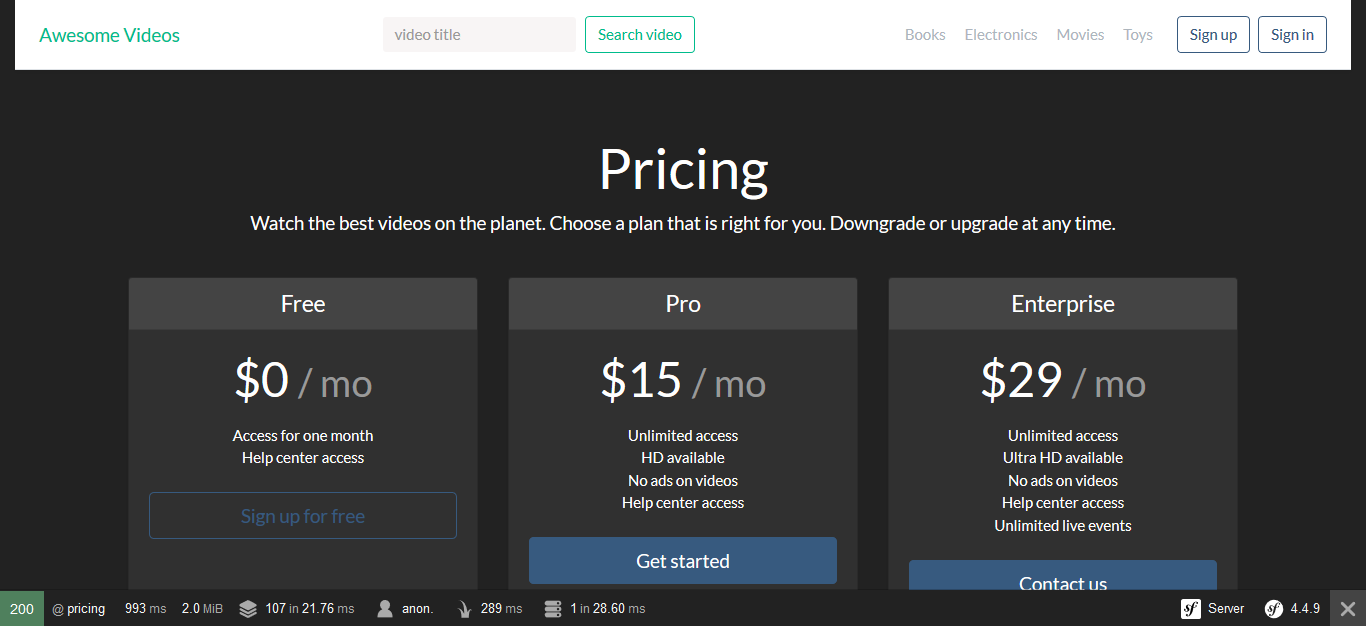 Awesome Videos video title Search video Books Electronics Movies Toys Sign up Sign in
Pricing
Watch the best videos on the planet. Choose a plan that is right for you. Downgrade or upgrade at any time.
Free
$0 / mo
Access for one month
Help center access
Sign up for free
Pro
$15 / mo
Unlimited access
HD available
No ads on videos
Help center access
Get started
Enterprise
$29 / mo
Unlimited access
Ultra HD available
No ads on videos
Help center access
Unlimited live events
Contact us
200 @ pricing 993 ms 2.0 MiB 107 in 21.76 ms anon. 289 ms 1 in 28.60 ms sf Server sf 4.4.9